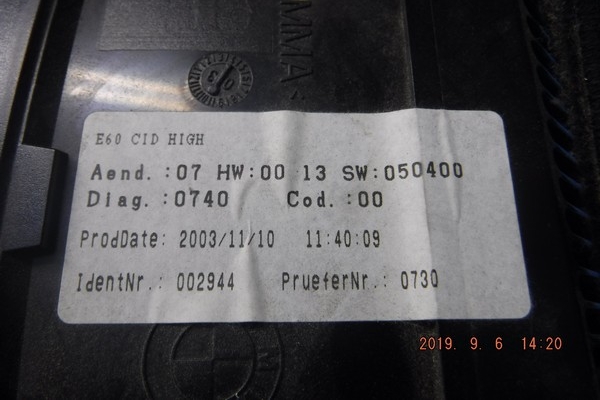 MMA
E60 CID HIGH
Aend. :07 HW:00 13 SW:050400
Diag. :0740 Cod. :00
ProdDate: 2003/11/10 11:40:09
IdentNr.: 002944 PrueferNr.: 0730
2019. 9. 6 14:20